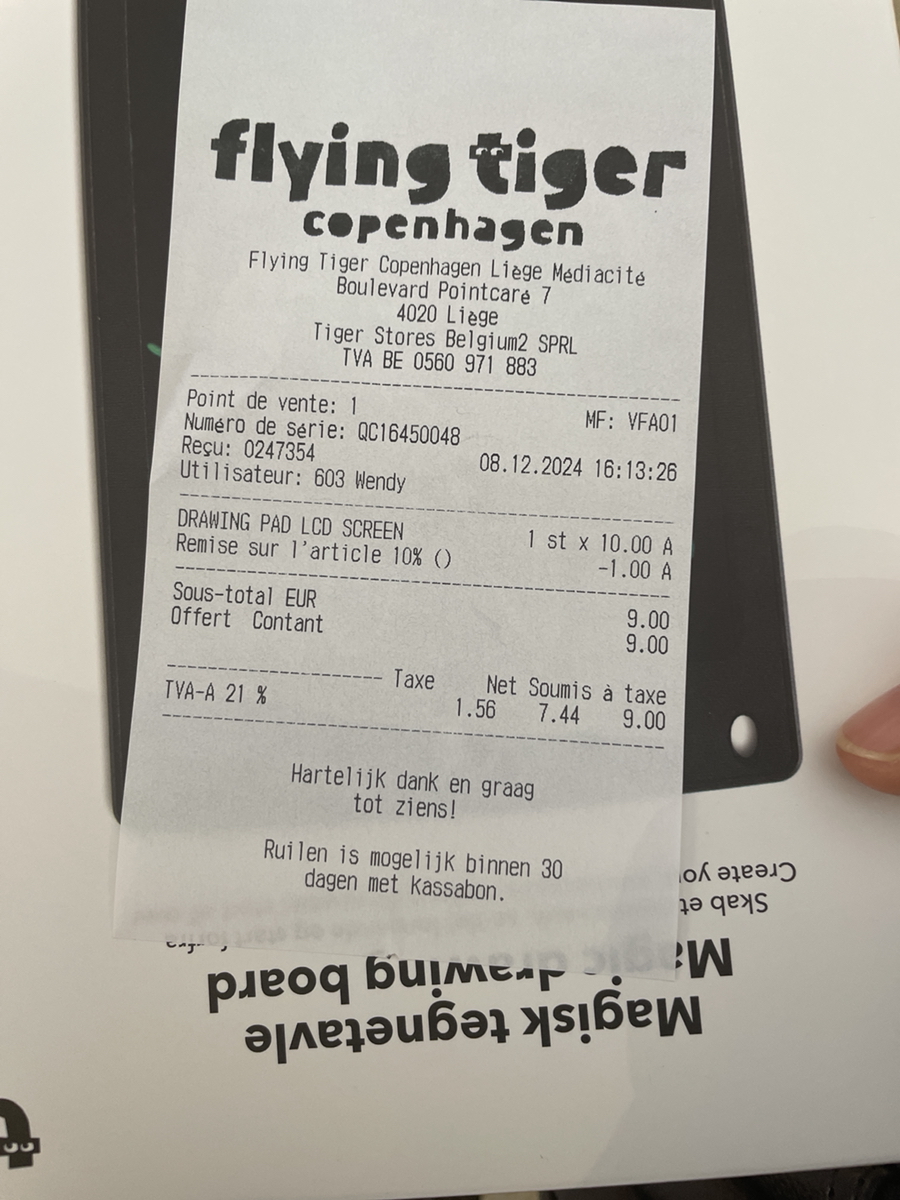 flying tiger
copenhagen
Flying Tiger Copenhagen Liège Médiacité
Boulevard Pointcaré 7
4020 Liège
Tiger Stores Belgium2 SPRL
TVA BE 0560 971 883
Point de vente: 1 MF: VFA01
Numéro de série: QC16450048
Reçu: 0247354 08.12.2024 16:13:26
Utilisateur: 603 Wendy
DRAWING PAD LCD SCREEN 1 st x 10.00 A
Remise sur l'article 10% () -1.00 A
Sous-total EUR 9.00
Offert Contant 9.00
Taxe Net Soumis à taxe
TVA-A 21 % 1.56 7.44 9.00
Hartelijk dank en graag
tot ziens!
Ruilen is mogelijk binnen 30
dagen met kassabon.
Magisk tegnetavle
Magic drawing board
Skab et
Create